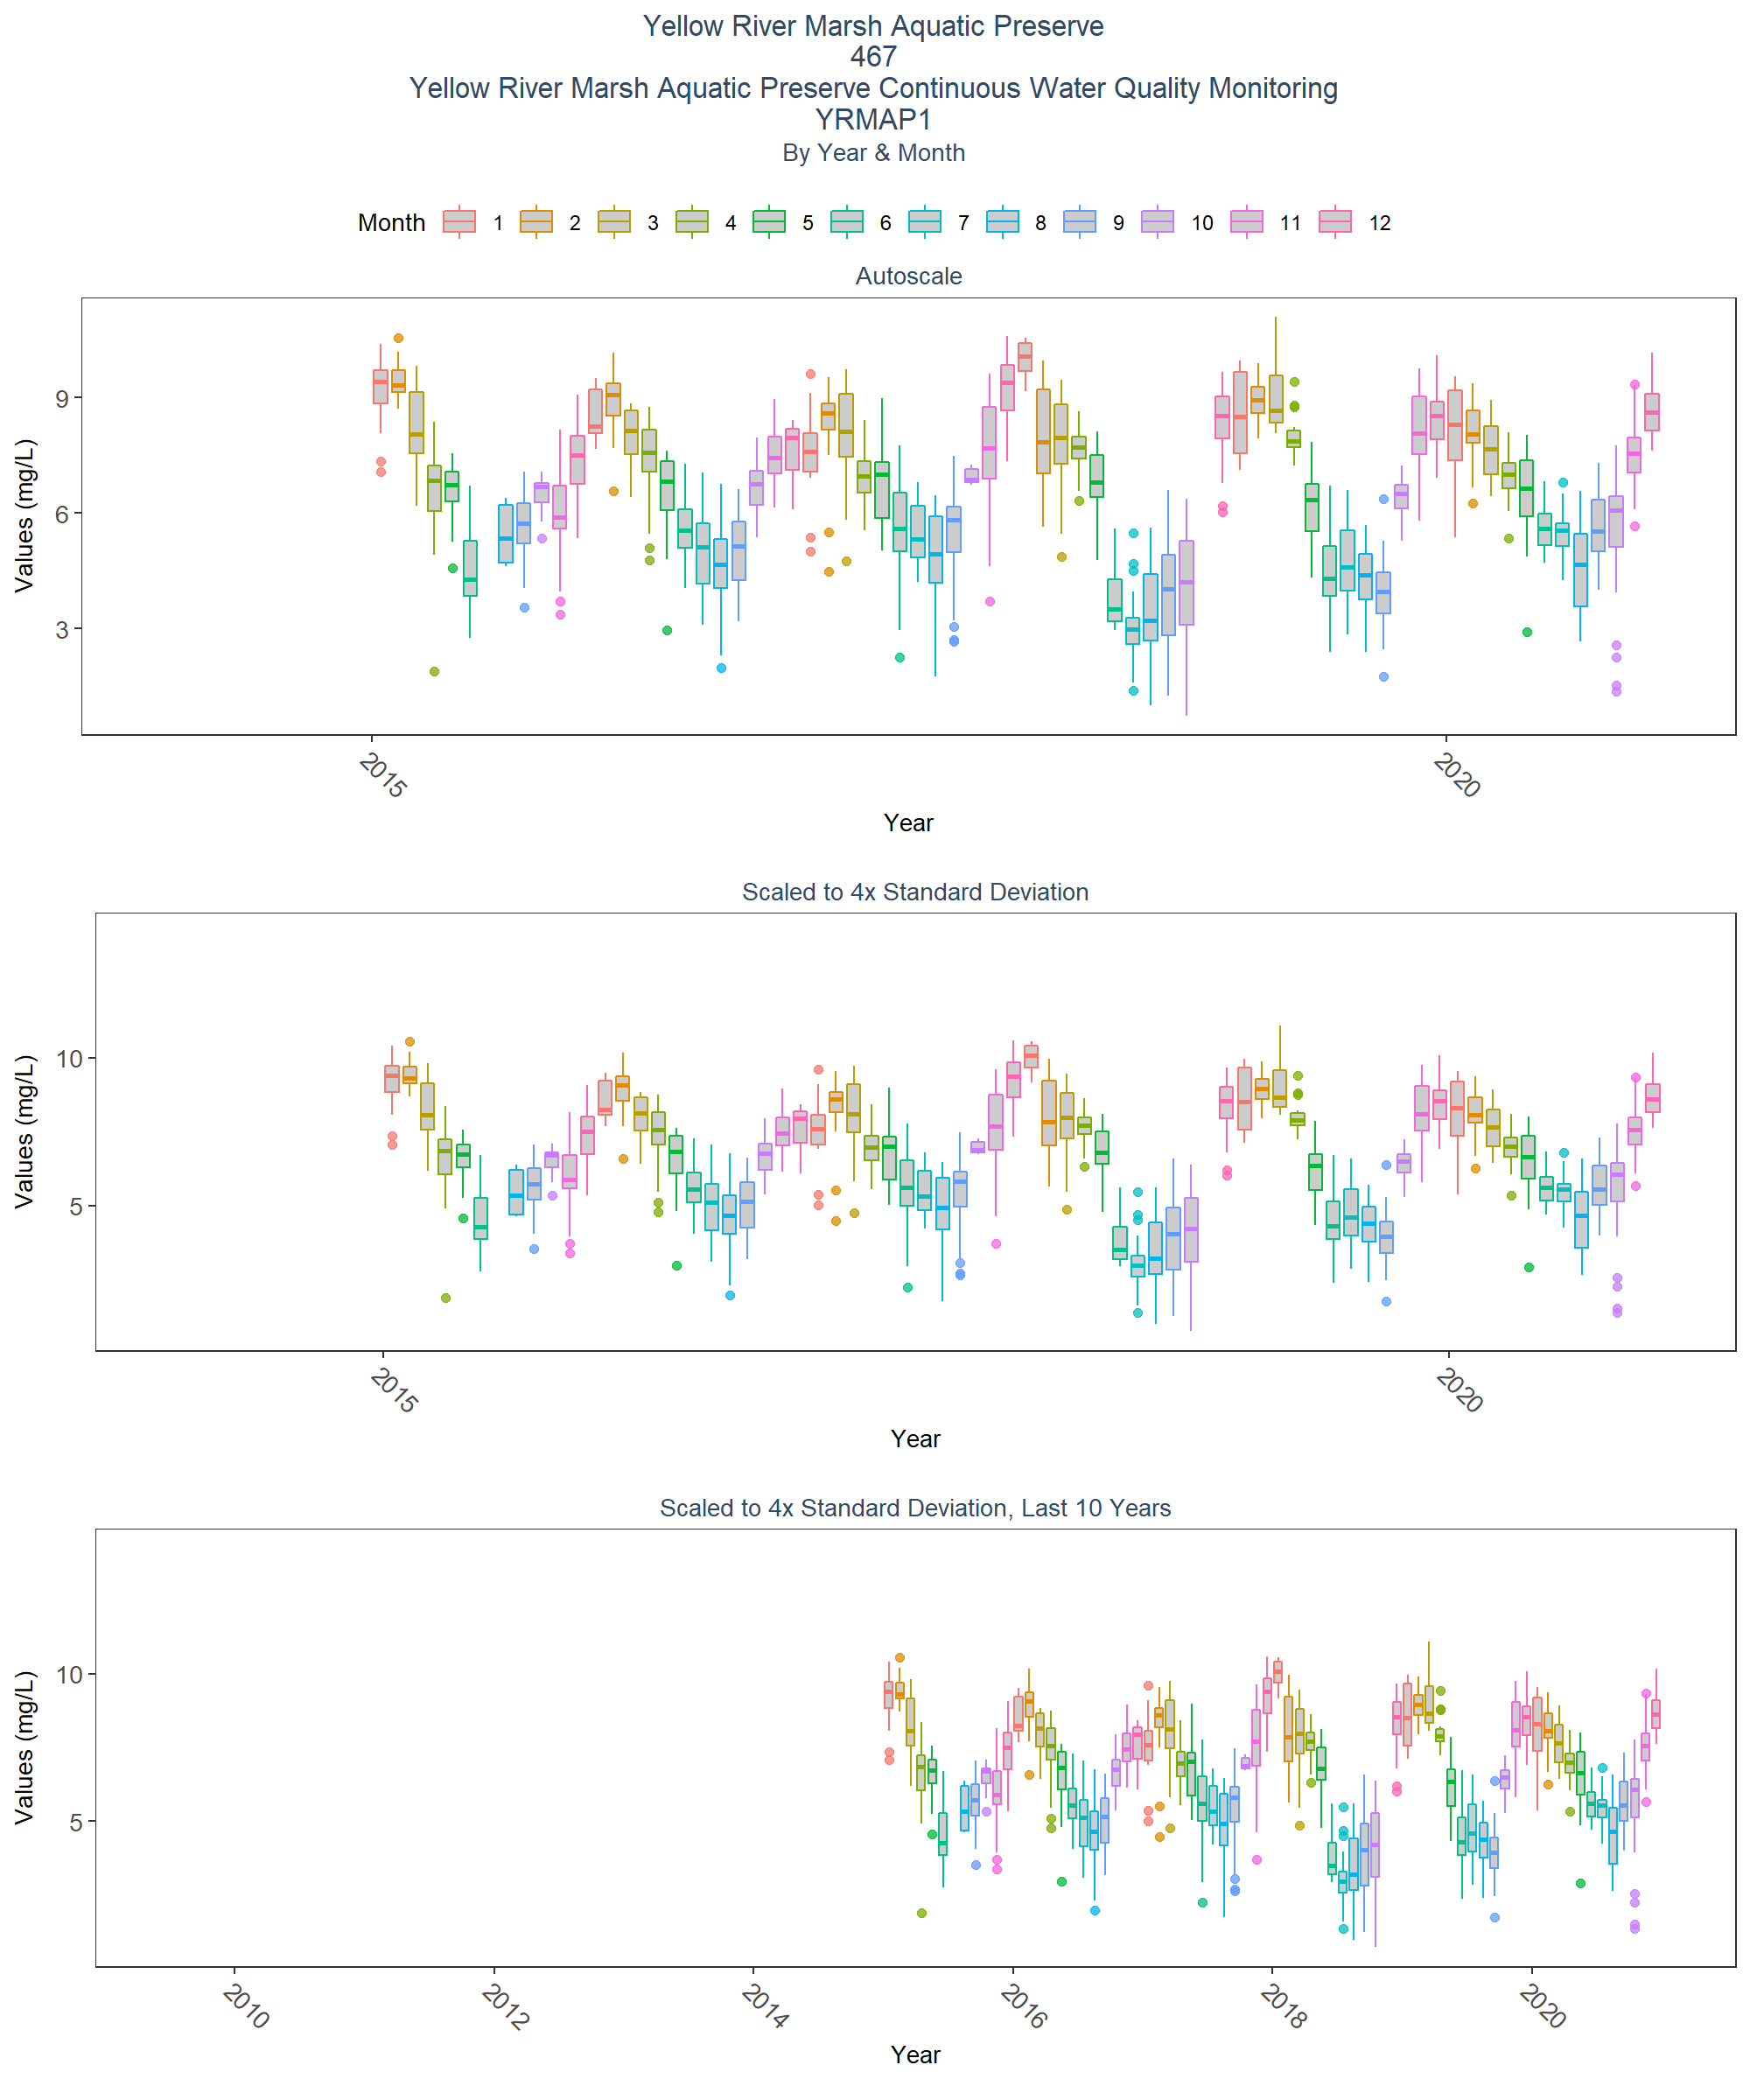 Yellow River Marsh Aquatic Preserve
467
Yellow River Marsh Aquatic Preserve Continuous Water Quality Monitoring
YRMAP1
By Year & Month
Month 1 2 3 4 5 6 7 8 9 10 11 12
Autoscale
Values (mg/L)
9
6
3
2015 2020
Year
Scaled to 4x Standard Deviation
Values (mg/L)
10
5
2015 2020
Year
Scaled to 4x Standard Deviation, Last 10 Years
Values (mg/L)
10
5
2010 2012 2014 2016 2018 2020
Year